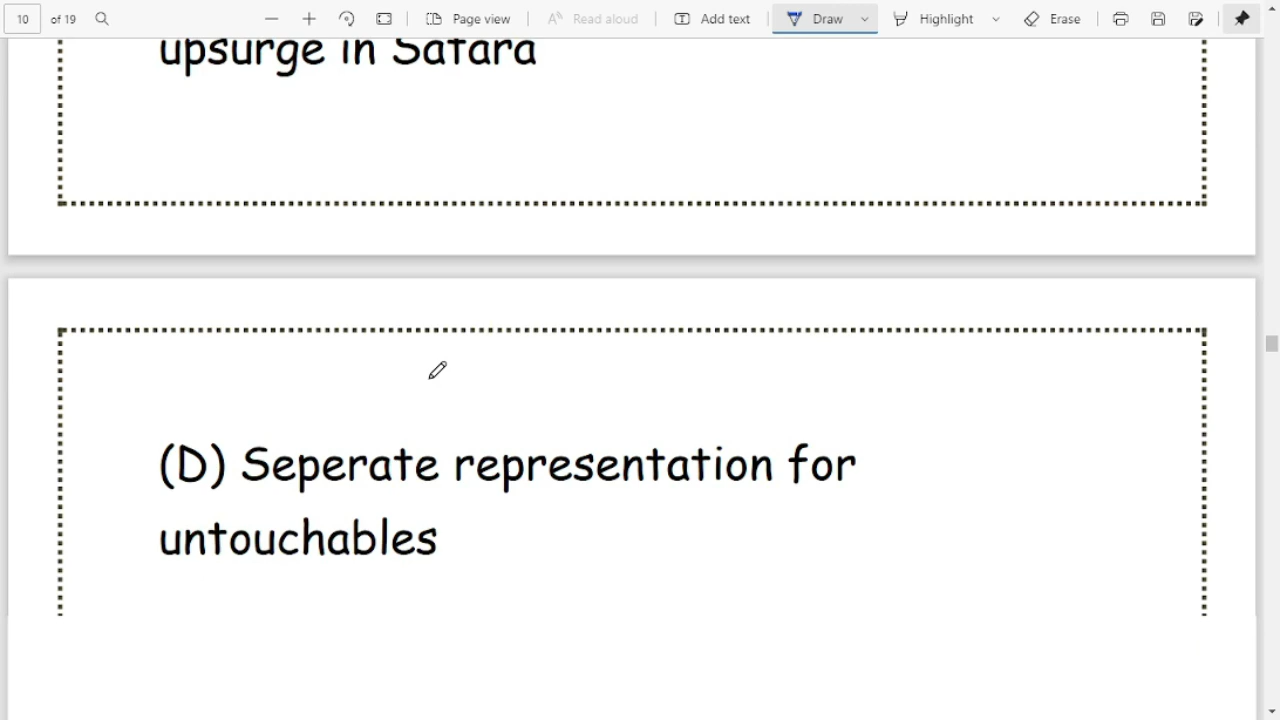 10 of 19 Page view Read aloud Add text Draw Highlight Erase
upsurge in Satara
(D) Seperate representation for
untouchables